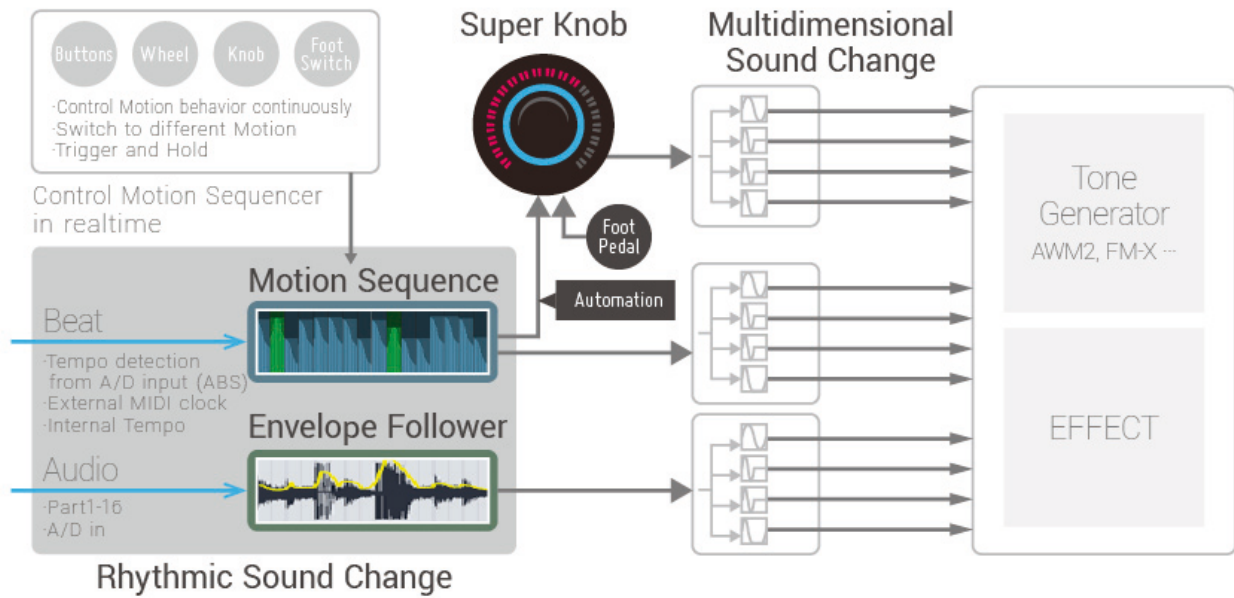 Buttons
Wheel
Knob
Foot
Switch
·Control Motion behavior continuously
·Switch to different Motion
·Trigger and Hold
Control Motion Sequencer
in realtime
Super Knob
Multidimensional
Sound Change
Foot
Pedal
Automation
Motion Sequence
Beat
·Tempo detection
from A/D input (ABS)
·External MIDI clock
·Internal Tempo
Envelope Follower
Audio
·Part1-16
·A/D in
Rhythmic Sound Change
Tone
Generator
AWM2, FM-X ···
EFFECT